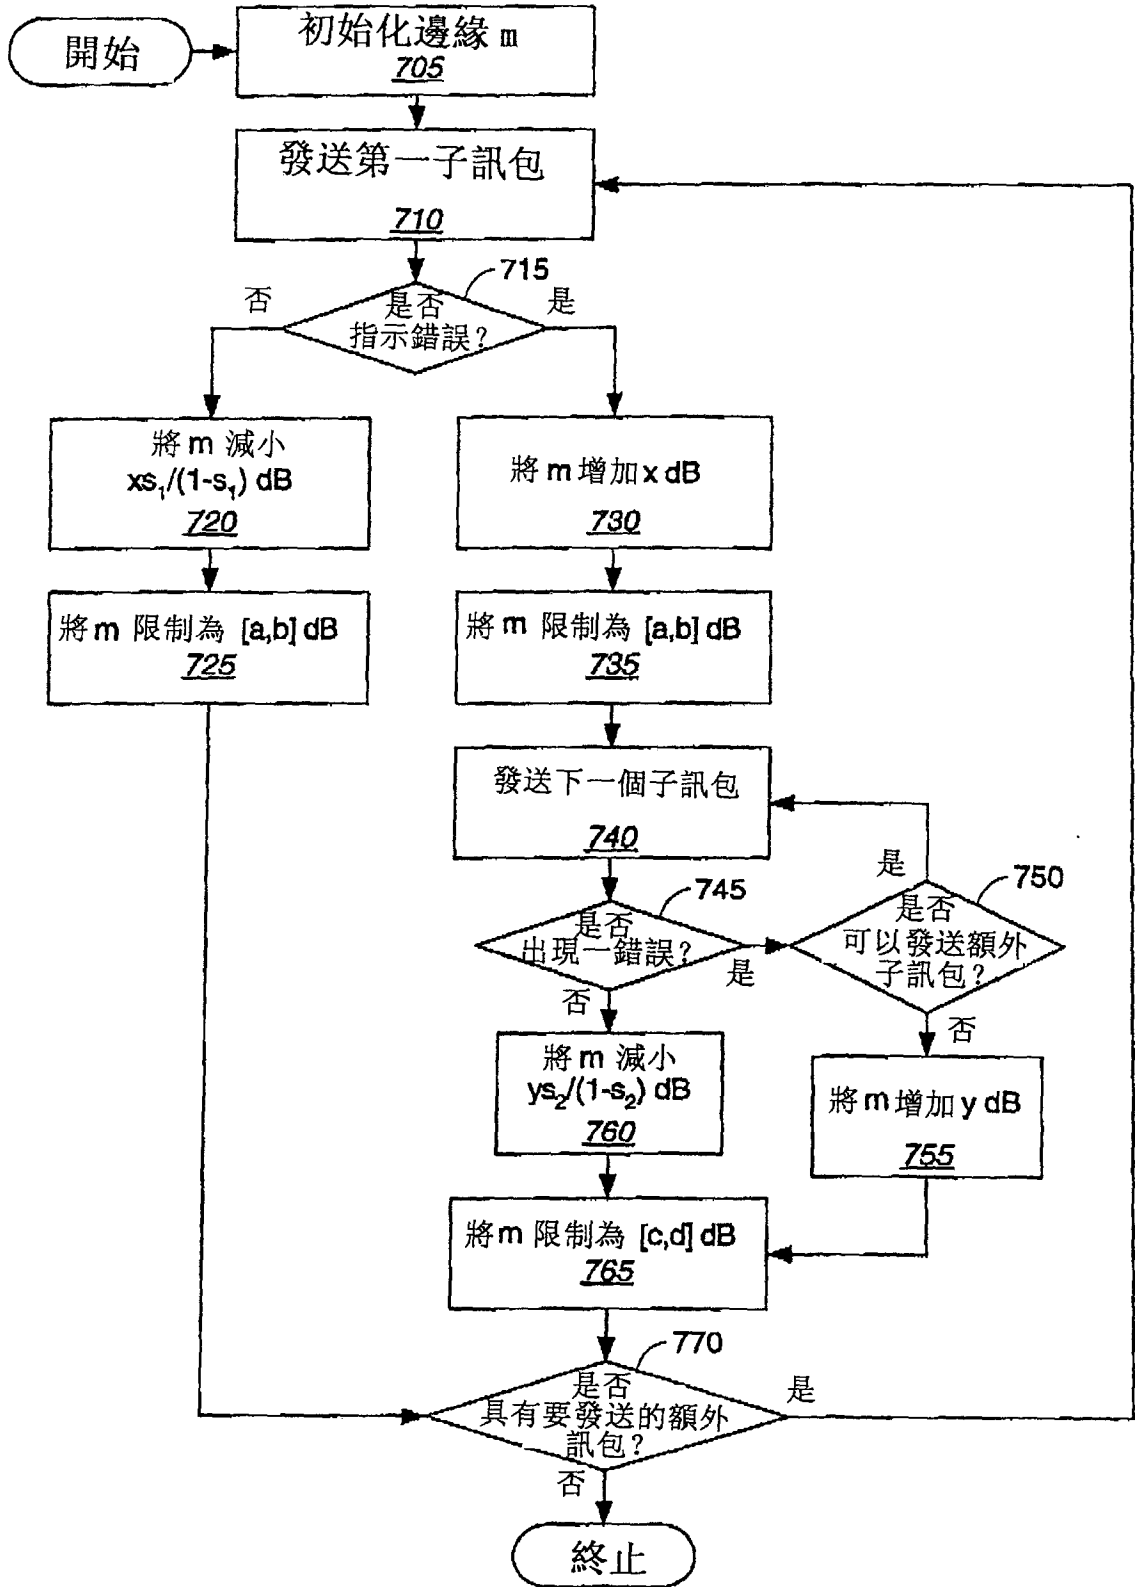 開始
初始化邊緣 m
705
發送第一子訊包
710
715
否
是
是否
指示錯誤?
將 m 減小
xs₁/(1-s₁) dB
720
將 m 增加 x dB
730
將 m 限制為 [a,b] dB
725
將 m 限制為 [a,b] dB
735
發送下一個子訊包
740
745
是否
出現一錯誤?
是
否
750
是
是否
可以發送額外
子訊包?
否
將 m 減小
ys₂/(1-s₂) dB
760
將 m 增加 y dB
755
將 m 限制為 [c,d] dB
765
770
是否
具有要發送的額外
訊包?
是
否
終止